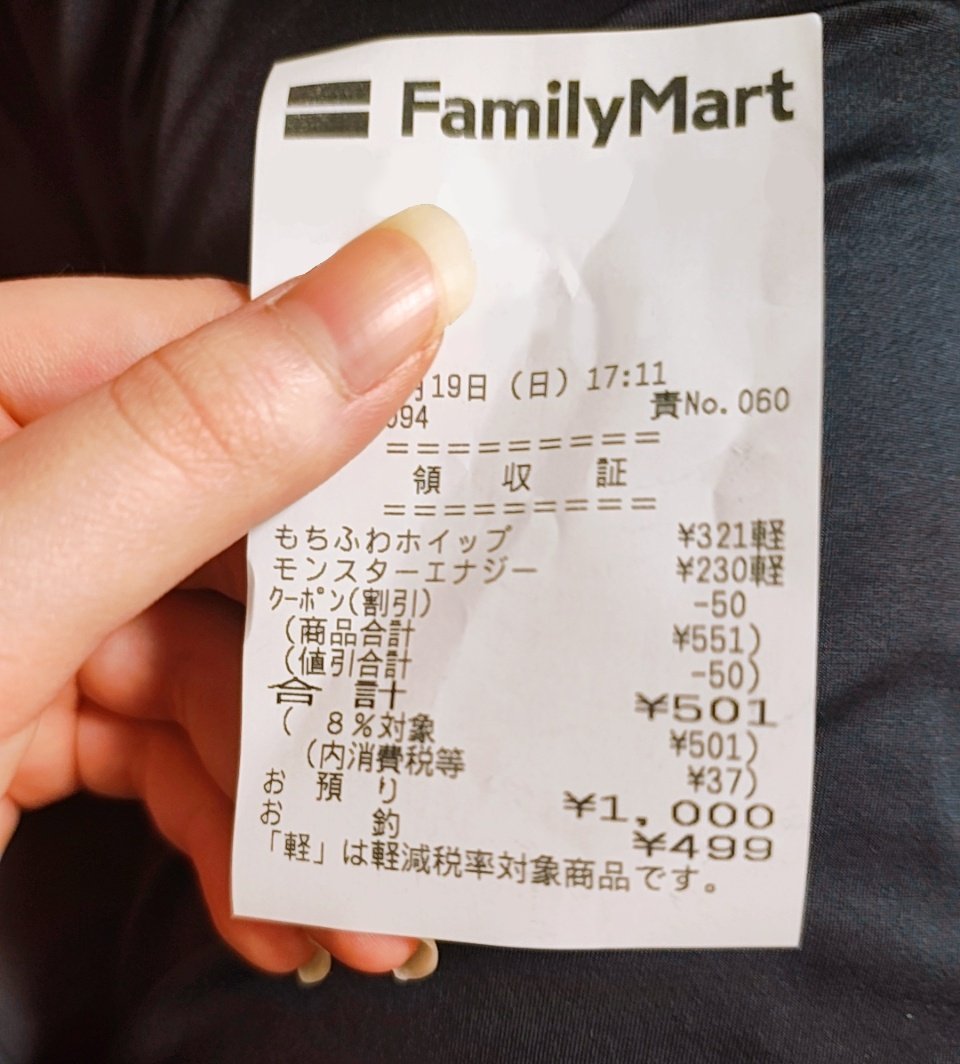 FamilyMart
月19日(日)17:11
094 責No.060
=========
領 収 証
=========
もちふわホイップ ¥321軽
モンスターエナジー ¥230軽
クーポン(割引) -50
(商品合計 ¥551)
(値引合計 -50)
合 計 ¥501
( 8%対象 ¥501)
(内消費税等 ¥37)
お 預 り ¥1,000
お 釣 ¥499
「軽」は軽減税率対象商品です。